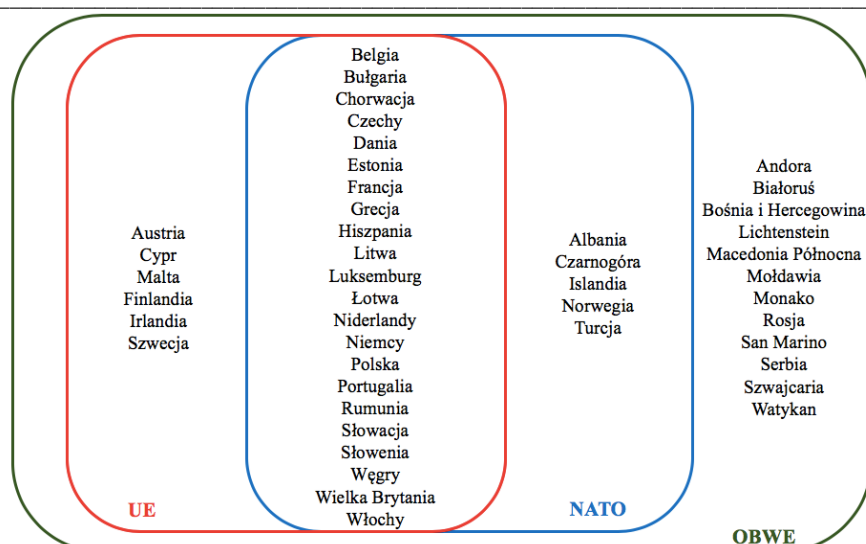 Austria
Cypr
Malta
Finlandia
Irlandia
Szwecja
UE
Belgia
Bułgaria
Chorwacja
Czechy
Dania
Estonia
Francja
Grecja
Hiszpania
Litwa
Luksemburg
Łotwa
Niderlandy
Niemcy
Polska
Portugalia
Rumunia
Słowacja
Słowenia
Węgry
Wielka Brytania
Włochy
Albania
Czarnogóra
Islandia
Norwegia
Turcja
NATO
Andora
Białoruś
Bośnia i Hercegowina
Lichtenstein
Macedonia Północna
Mołdawia
Monako
Rosja
San Marino
Serbia
Szwajcaria
Watykan
OBWE